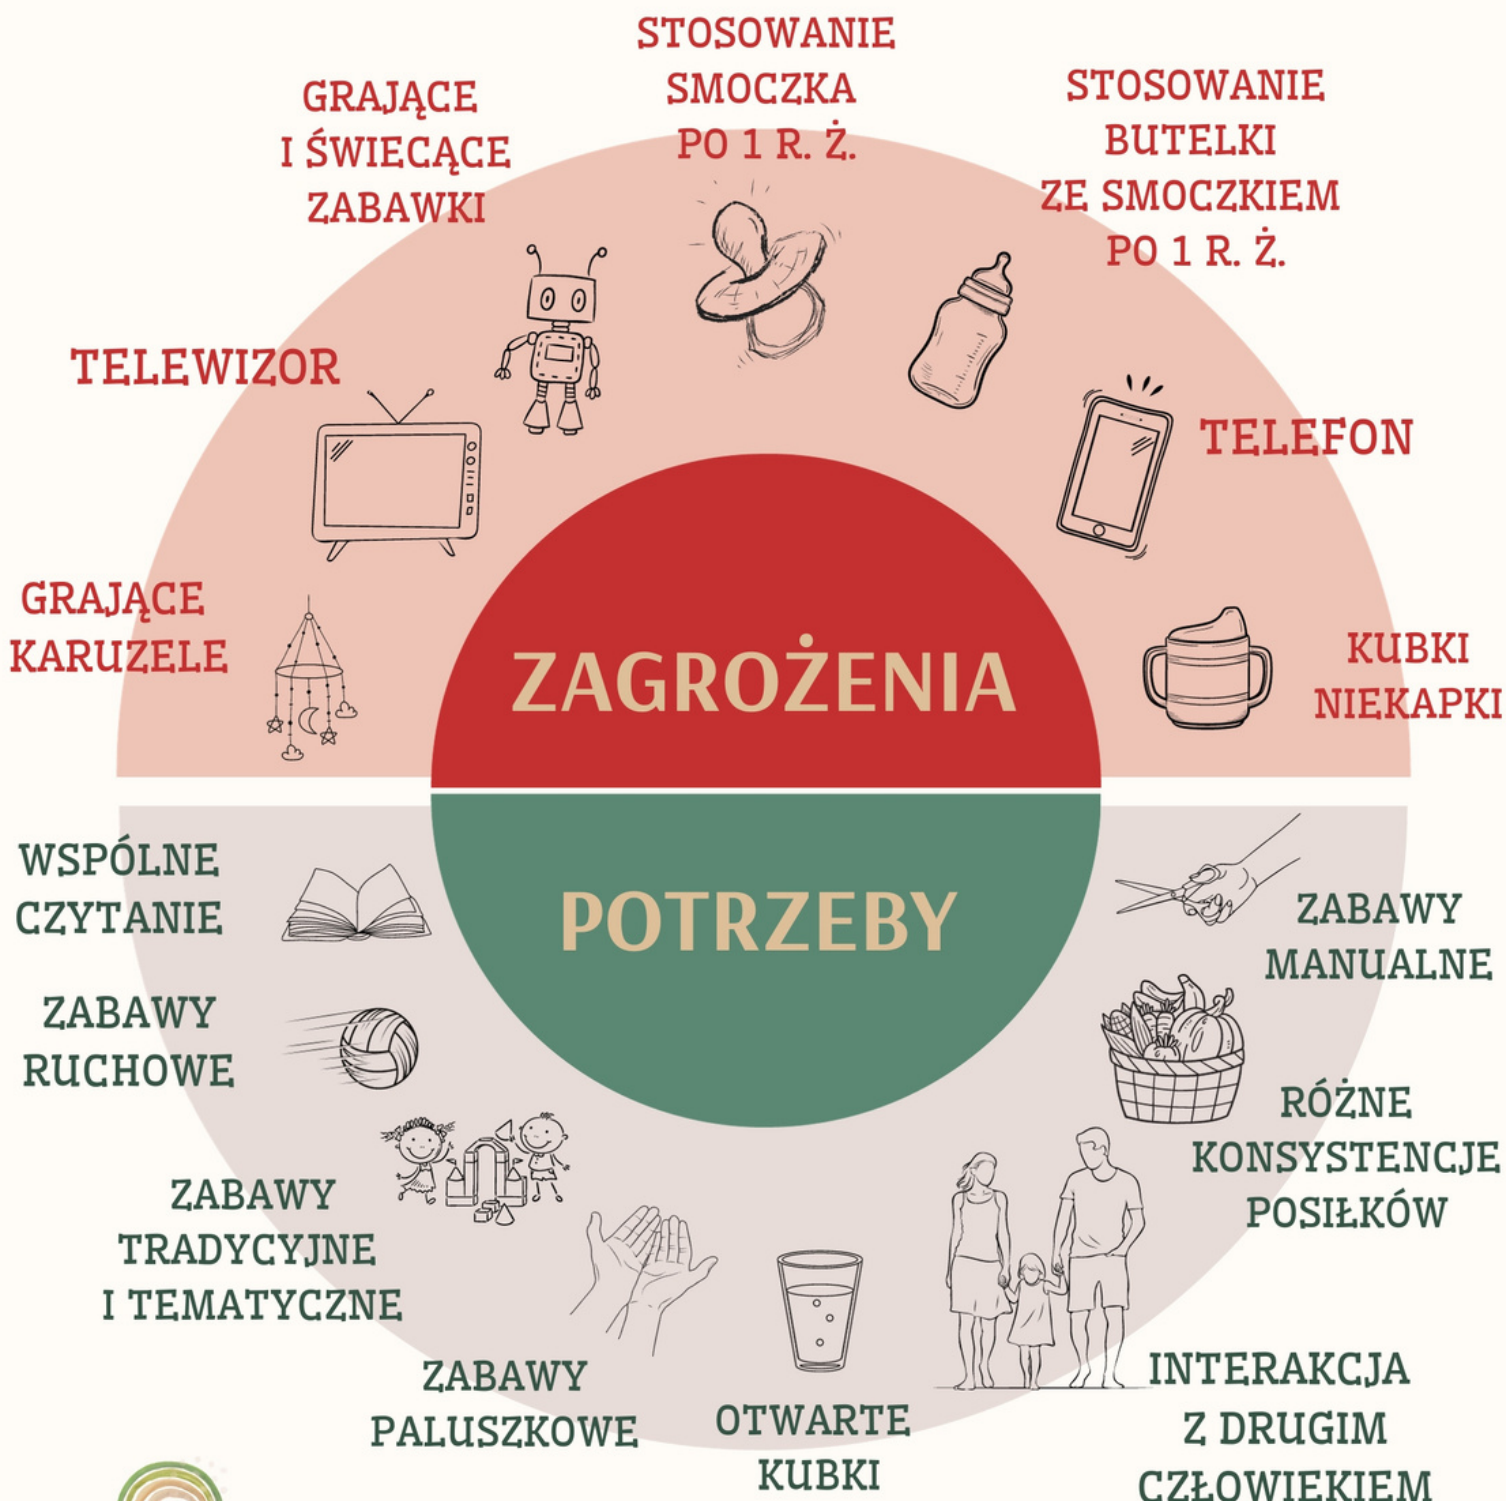 STOSOWANIE
SMOCZKA
PO 1 R. Ż.
GRAJĄCE
I ŚWIECĄCE
ZABAWKI
STOSOWANIE
BUTELKI
ZE SMOCZKIEM
PO 1 R. Ż.
TELEWIZOR
TELEFON
GRAJĄCE
KARUZELE
KUBKI
NIEKAPKI
ZAGROŻENIA
POTRZEBY
WSPÓLNE
CZYTANIE
ZABAWY
MANUALNE
ZABAWY
RUCHOWE
RÓŻNE
KONSYSTENCJE
POSIŁKÓW
ZABAWY
TRADYCYJNE
I TEMATYCZNE
ZABAWY
PALUSZKOWE
OTWARTE
KUBKI
INTERAKCJA
Z DRUGIM
CZŁOWIEKIEM